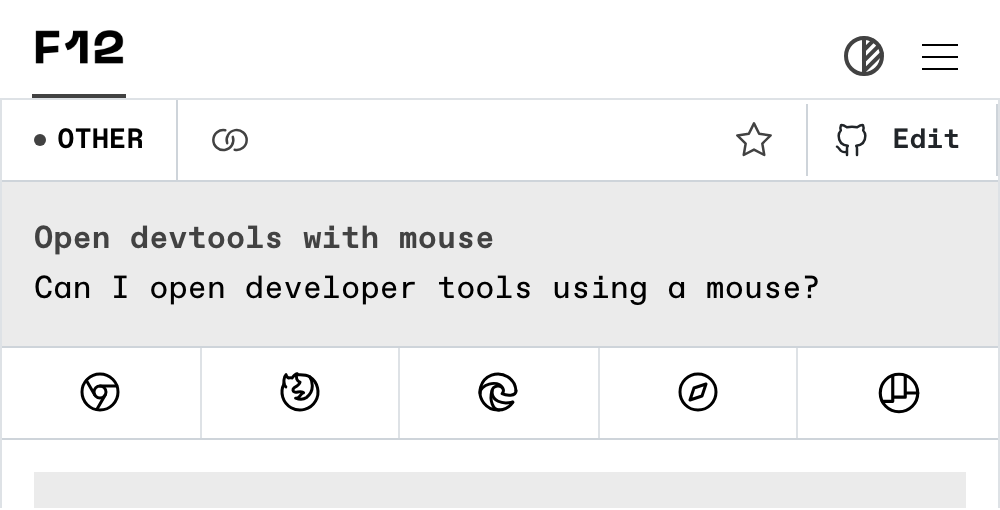 F12
OTHER
Edit
Open devtools with mouse
Can I open developer tools using a mouse?